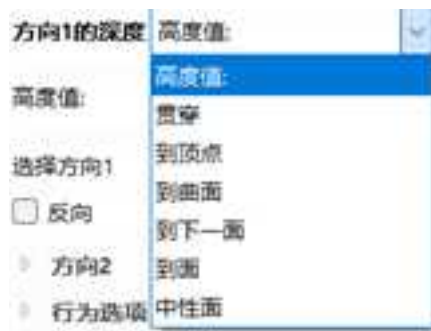 方向1的深度 高度值:
高度值:
高度值:
贯穿
选择方向1
到顶点
到曲面
反向
到下一面
方向2
到面
行为选项
中性面